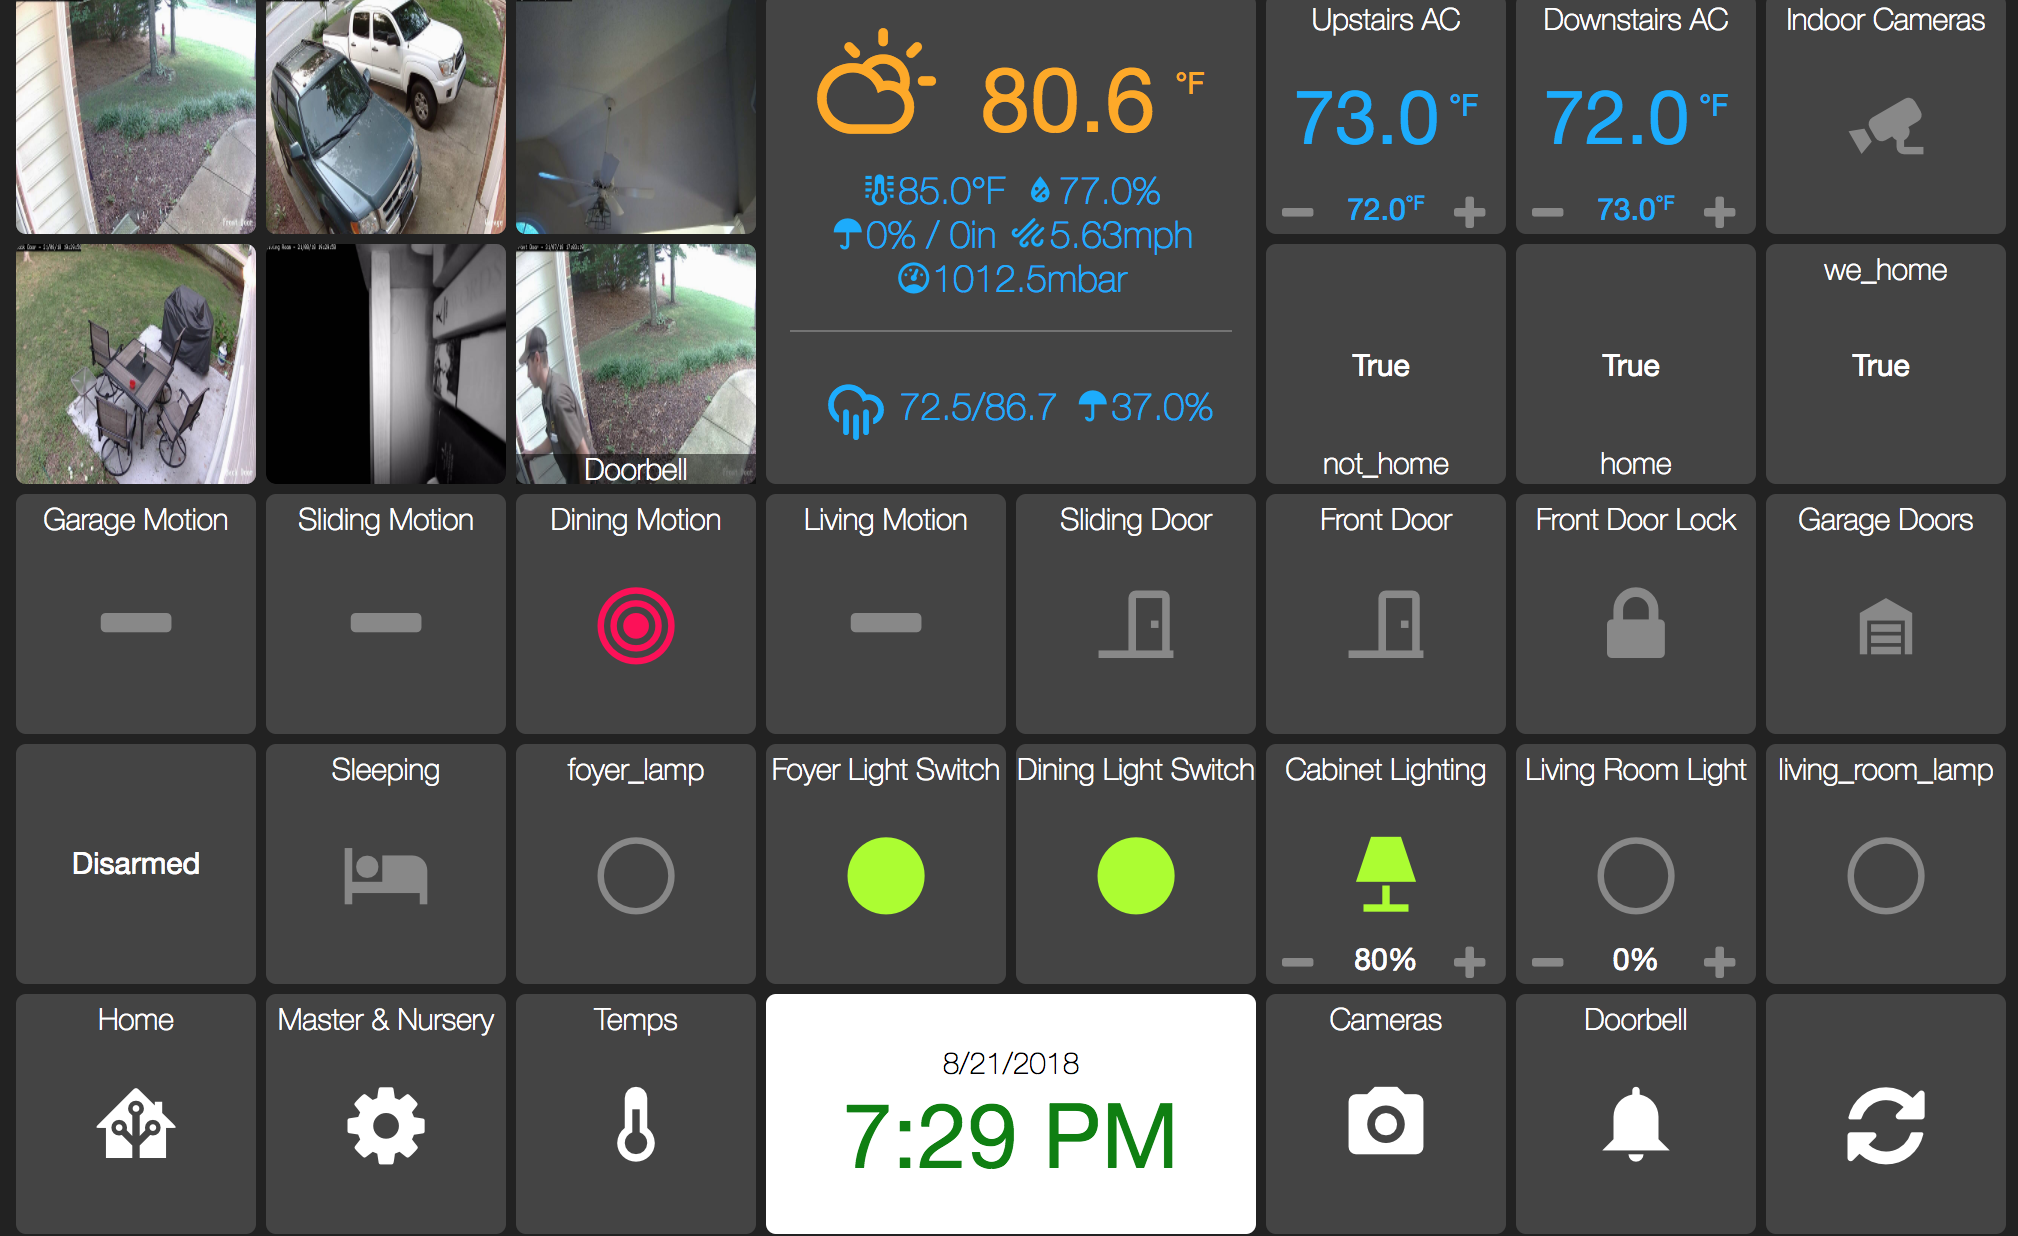 Upstairs AC
Downstairs AC
Indoor Cameras
80.6 °F
73.0 °F
72.0 °F
85.0°F 77.0%
0% / 0in 5.63mph
1012.5mbar
72.0°F
73.0°F
Front Door
Garage
72.5/86.7 37.0%
we_home
True
True
True
not_home
home
Doorbell
Garage Motion
Sliding Motion
Dining Motion
Living Motion
Sliding Door
Front Door
Front Door Lock
Garage Doors
Disarmed
Sleeping
foyer_lamp
Foyer Light Switch
Dining Light Switch
Cabinet Lighting
Living Room Light
living_room_lamp
80%
0%
Home
Master & Nursery
Temps
8/21/2018
7:29 PM
Cameras
Doorbell